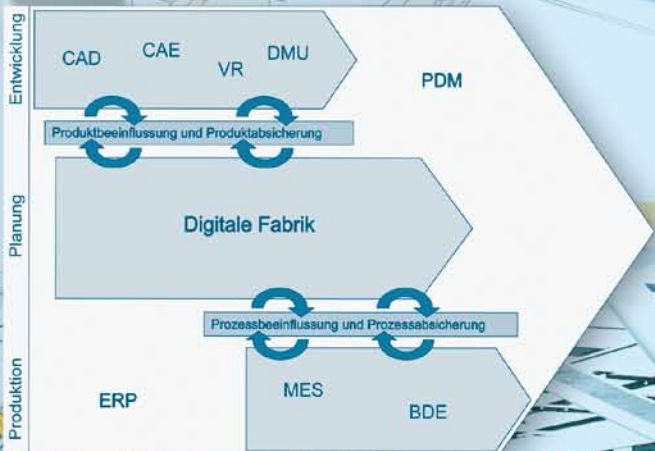 Entwicklung
CAD
CAE
VR
DMU
PDM
Produktbeeinflussung und Produktabsicherung
Planung
Digitale Fabrik
Prozessbeeinflussung und Prozessabsicherung
Produktion
ERP
MES
BDE